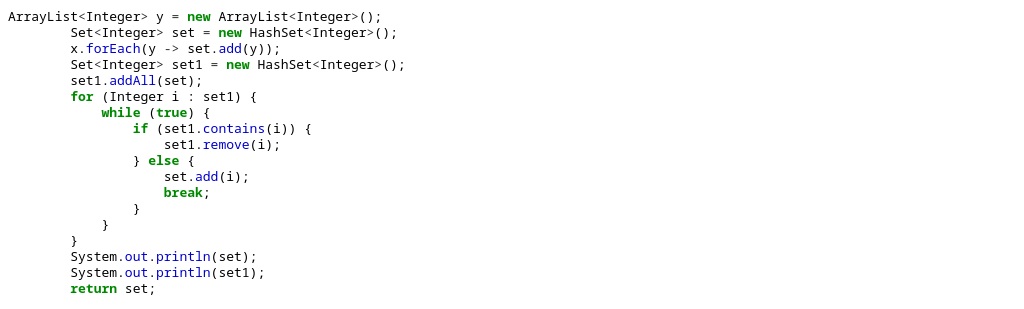 ArrayList<Integer> y = new ArrayList<Integer>();
        Set<Integer> set = new HashSet<Integer>();
        x.forEach(y -> set.add(y));
        Set<Integer> set1 = new HashSet<Integer>();
        set1.addAll(set);
        for (Integer i : set1) {
            while (true) {
                if (set1.contains(i)) {
                    set1.remove(i);
                } else {
                    set.add(i);
                    break;
                }
            }
        }
        System.out.println(set);
        System.out.println(set1);
        return set;